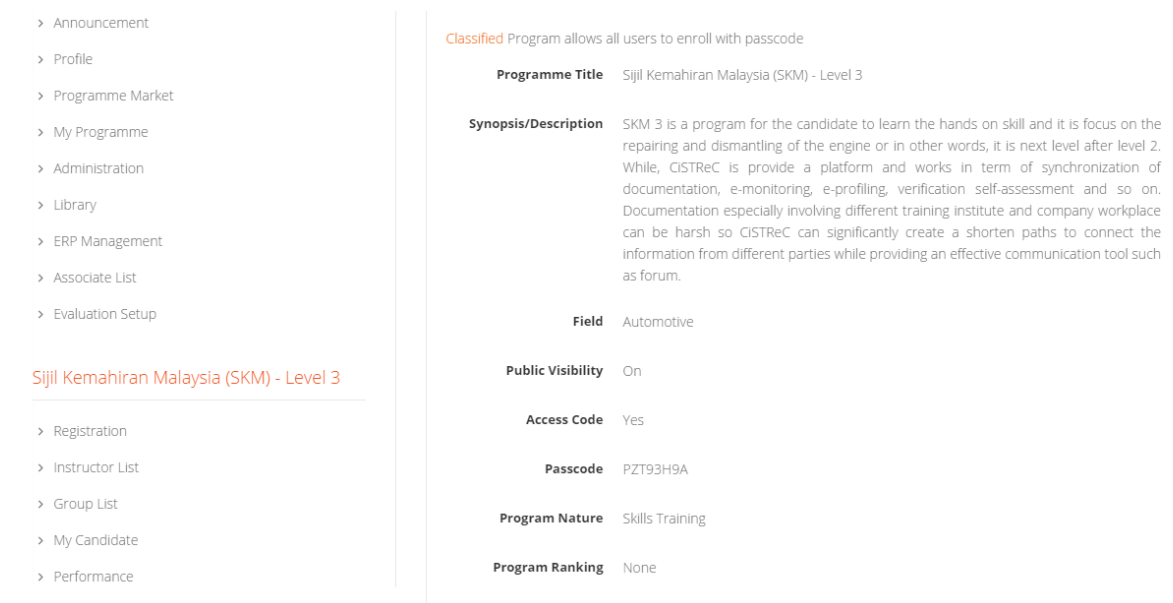 Announcement
Profile
Programme Market
My Programme
Administration
Library
ERP Management
Associate List
Evaluation Setup
Sijil Kemahiran Malaysia (SKM) - Level 3
Registration
Instructor List
Group List
My Candidate
Performance
Classified Program allows all users to enroll with passcode
Programme Title Sijil Kemahiran Malaysia (SKM) - Level 3
Synopsis/Description SKM 3 is a program for the candidate to learn the hands on skill and it is focus on the
repairing and dismantling of the engine or in other words, it is next level after level 2.
While, CiSTReC is provide a platform and works in term of synchronization of
documentation, e-monitoring, e-profiling, verification self-assessment and so on.
Documentation especially involving different training institute and company workplace
can be harsh so CiSTReC can significantly create a shorten paths to connect the
information from different parties while providing an effective communication tool such
as forum.
Field Automotive
Public Visibility On
Access Code Yes
Passcode PZT93H9A
Program Nature Skills Training
Program Ranking None